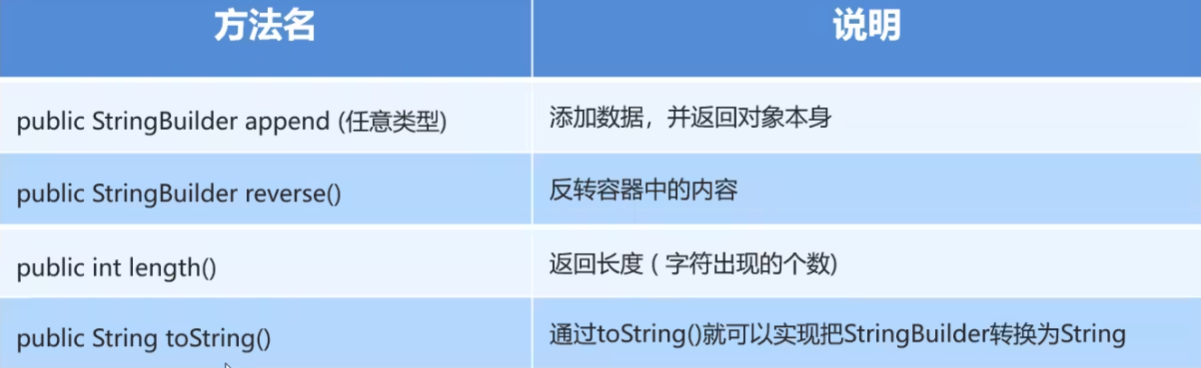 方法名 说明
public StringBuilder append (任意类型) 添加数据，并返回对象本身
public StringBuilder reverse() 反转容器中的内容
public int length() 返回长度 ( 字符出现的个数)
public String toString() 通过toString()就可以实现把StringBuilder转换为String